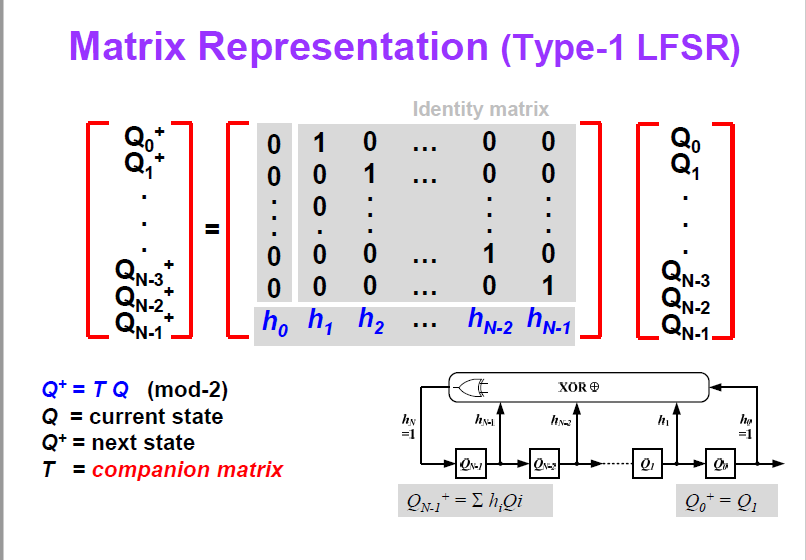 Matrix Representation (Type-1 LFSR)
Identity matrix
Q0+ 0 1 0 … 0 0 Q0
Q1+ 0 0 1 … 0 0 Q1
. : 0 : : : .
. = . . . . . .
QN-3+ 0 0 0 … 1 0 QN-3
QN-2+ 0 0 0 … 0 1 QN-2
QN-1+ h0 h1 h2 … hN-2 hN-1 QN-1
Q+ = T Q (mod-2)
Q = current state
Q+ = next state
T = companion matrix
XOR ⊕
hN =1 hN-1 hN-2 h1 h0 =1
QN-1 QN-2 Q1 Q0
QN-1+ = Σ hiQi Q0+ = Q1